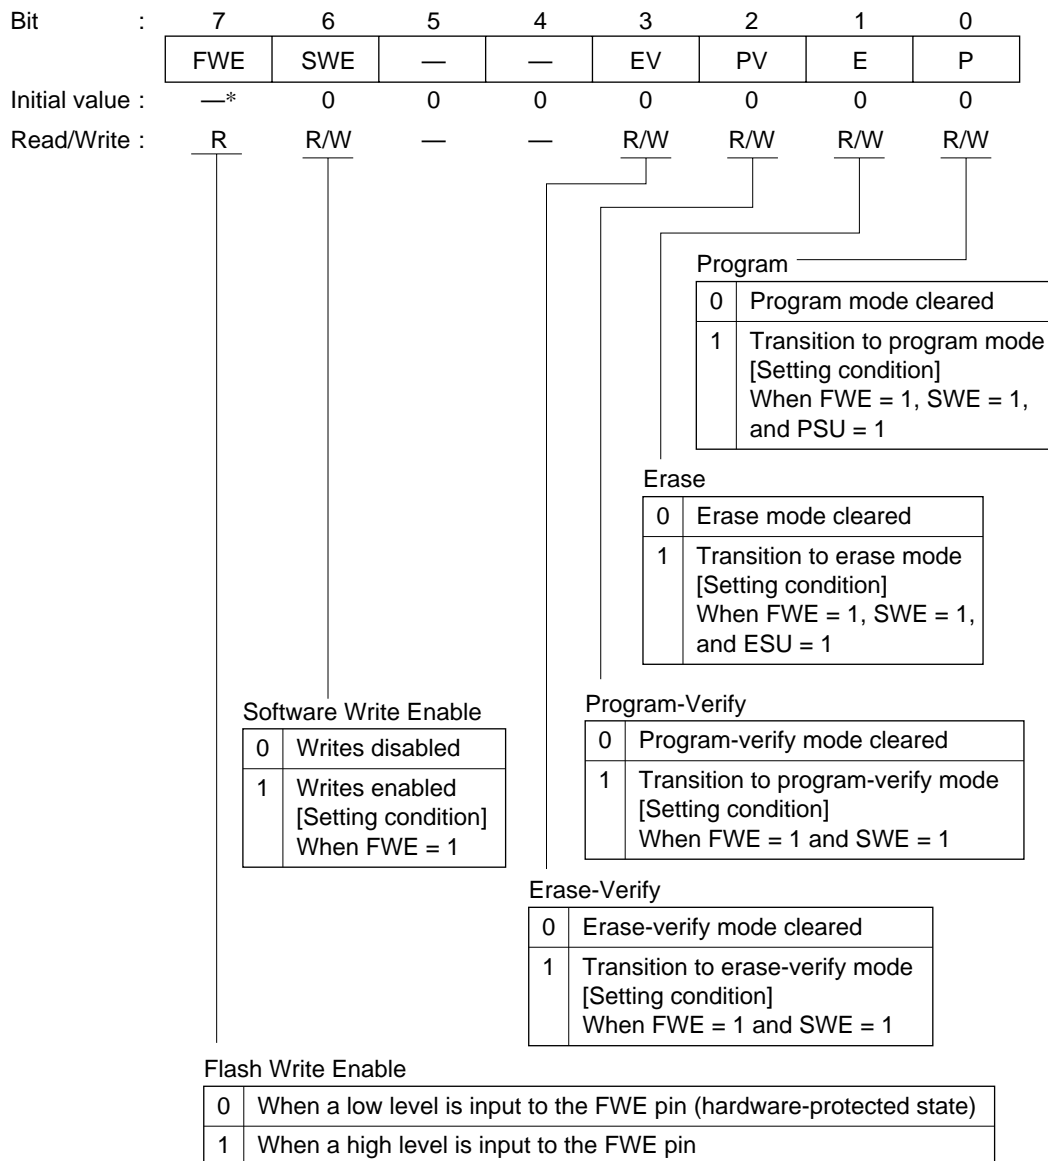 Bit : 7 6 5 4 3 2 1 0
FWE SWE — — EV PV E P
Initial value : —* 0 0 0 0 0 0 0
Read/Write : R R/W — — R/W R/W R/W R/W
Program
0 Program mode cleared
1 Transition to program mode
[Setting condition]
When FWE = 1, SWE = 1,
and PSU = 1
Erase
0 Erase mode cleared
1 Transition to erase mode
[Setting condition]
When FWE = 1, SWE = 1,
and ESU = 1
Software Write Enable
0 Writes disabled
1 Writes enabled
[Setting condition]
When FWE = 1
Program-Verify
0 Program-verify mode cleared
1 Transition to program-verify mode
[Setting condition]
When FWE = 1 and SWE = 1
Erase-Verify
0 Erase-verify mode cleared
1 Transition to erase-verify mode
[Setting condition]
When FWE = 1 and SWE = 1
Flash Write Enable
0 When a low level is input to the FWE pin (hardware-protected state)
1 When a high level is input to the FWE pin